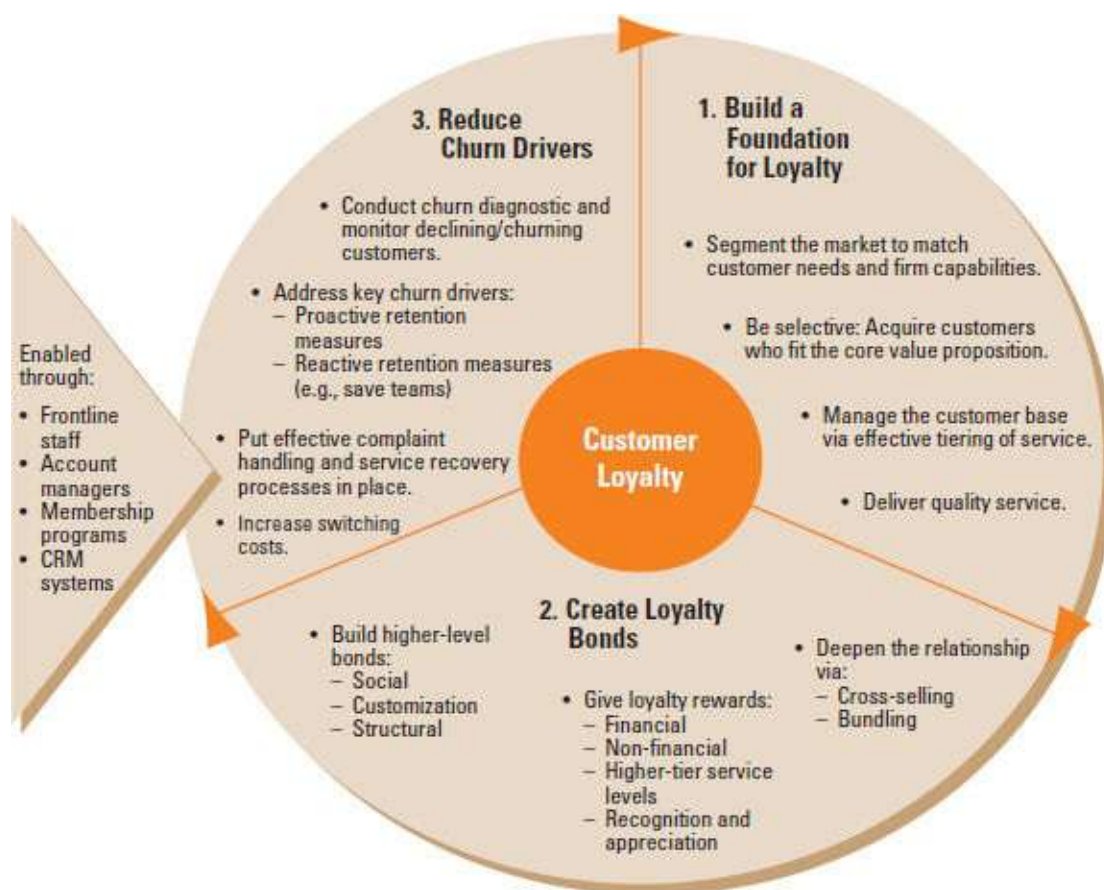 3. Reduce
Churn Drivers
• Conduct churn diagnostic and
monitor declining/churning
customers.
• Address key churn drivers:
– Proactive retention
measures
– Reactive retention measures
(e.g., save teams)
• Put effective complaint
handling and service recovery
processes in place.
• Increase switching
costs.
1. Build a
Foundation
for Loyalty
• Segment the market to match
customer needs and firm capabilities.
• Be selective: Acquire customers
who fit the core value proposition.
• Manage the customer base
via effective tiering of service.
• Deliver quality service.
Enabled
through:
• Frontline
staff
• Account
managers
• Membership
programs
• CRM
systems
Customer
Loyalty
2. Create Loyalty
Bonds
• Build higher-level
bonds:
– Social
– Customization
– Structural
• Give loyalty rewards:
– Financial
– Non-financial
– Higher-tier service
levels
– Recognition and
appreciation
• Deepen the relationship
via:
– Cross-selling
– Bundling